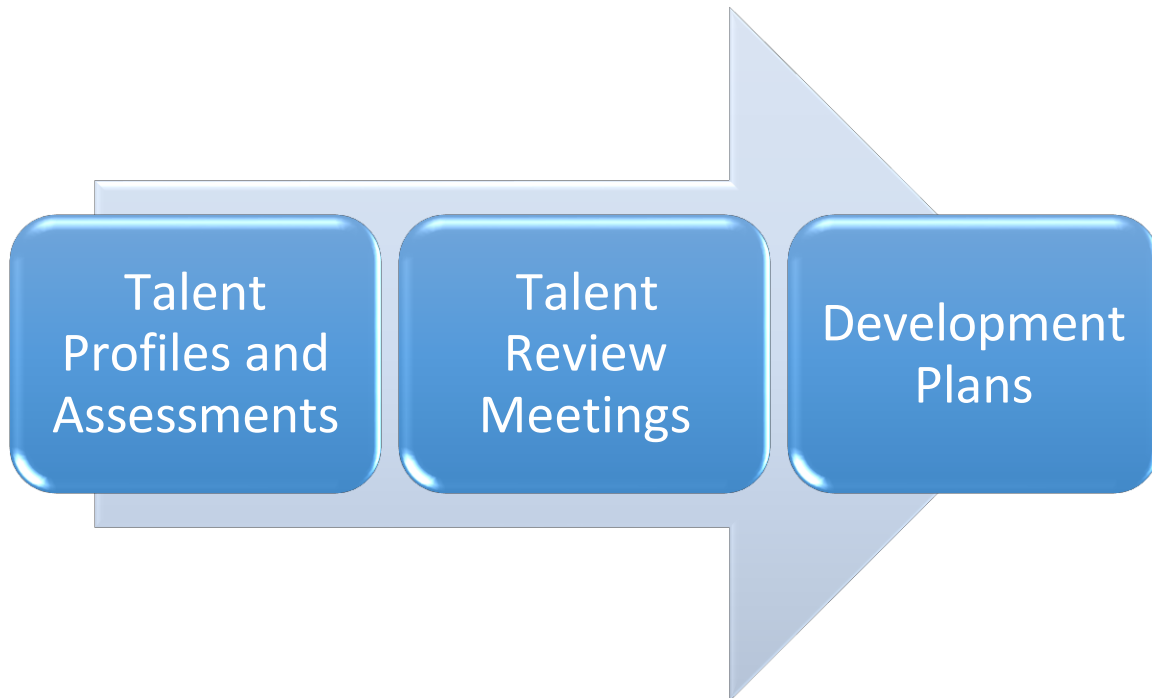 Talent
Profiles and
Assessments
Talent
Review
Meetings
Development
Plans